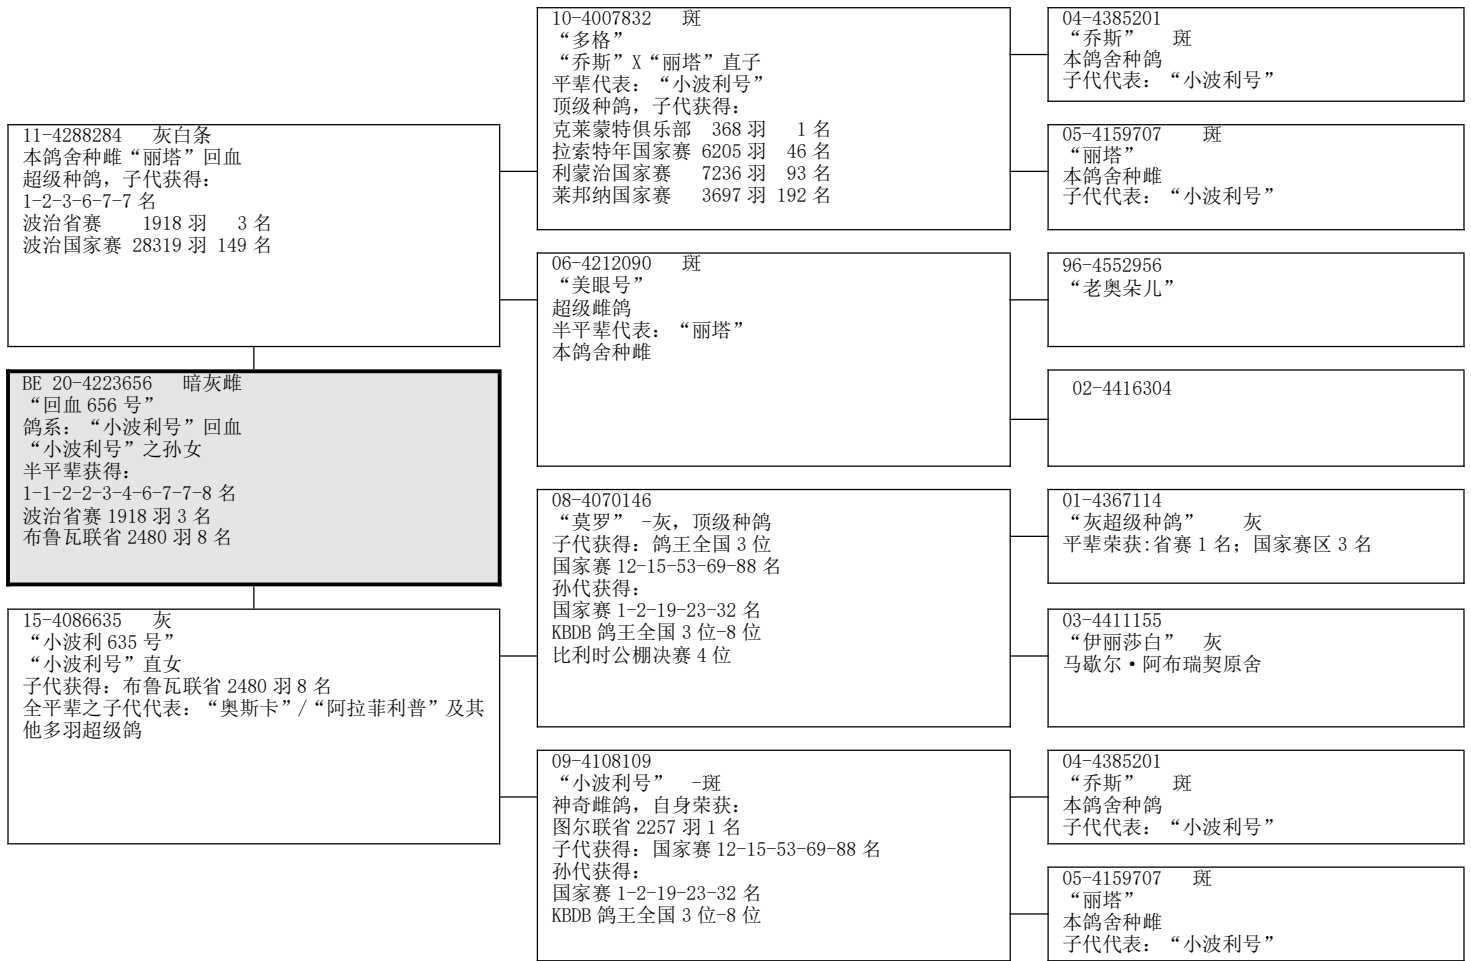 11-4288284 灰白条
本鸽舍种雌“丽塔”回血
超级种鸽，子代获得：
1-2-3-6-7-7 名
波治省赛 1918 羽 3 名
波治国家赛 28319 羽 149 名
BE 20-4223656 暗灰雌
“回血 656 号”
鸽系：“小波利号”回血
“小波利号”之孙女
半平辈获得：
1-1-2-2-3-4-6-7-7-8 名
波治省赛 1918 羽 3 名
布鲁瓦联省 2480 羽 8 名
15-4086635 灰
“小波利 635 号”
“小波利号”直女
子代获得：布鲁瓦联省 2480 羽 8 名
全平辈之子代代表：“奥斯卡”/“阿拉菲利普”及其
他多羽超级鸽
10-4007832 斑
“多格”
“乔斯”X“丽塔”直子
平辈代表：“小波利号”
顶级种鸽，子代获得：
克莱蒙特俱乐部 368 羽 1 名
拉索特年国家赛 6205 羽 46 名
利蒙治国家赛 7236 羽 93 名
莱邦纳国家赛 3697 羽 192 名
06-4212090 斑
“美眼号”
超级雌鸽
半平辈代表：“丽塔”
本鸽舍种雌
08-4070146
“莫罗” -灰，顶级种鸽
子代获得：鸽王全国 3 位
国家赛 12-15-53-69-88 名
孙代获得：
国家赛 1-2-19-23-32 名
KBDB 鸽王全国 3 位-8 位
比利时公棚决赛 4 位
09-4108109
“小波利号” -斑
神奇雌鸽，自身荣获：
图尔联省 2257 羽 1 名
子代获得：国家赛 12-15-53-69-88 名
孙代获得：
国家赛 1-2-19-23-32 名
KBDB 鸽王全国 3 位-8 位
04-4385201
“乔斯” 斑
本鸽舍种鸽
子代代表：“小波利号”
05-4159707 斑
“丽塔”
本鸽舍种雌
子代代表：“小波利号”
96-4552956
“老奥朵儿”
02-4416304
01-4367114
“灰超级种鸽” 灰
平辈荣获:省赛 1 名；国家赛区 3 名
03-4411155
“伊丽莎白” 灰
马歇尔·阿布瑞契原舍
04-4385201
“乔斯” 斑
本鸽舍种鸽
子代代表：“小波利号”
05-4159707 斑
“丽塔”
本鸽舍种雌
子代代表：“小波利号”